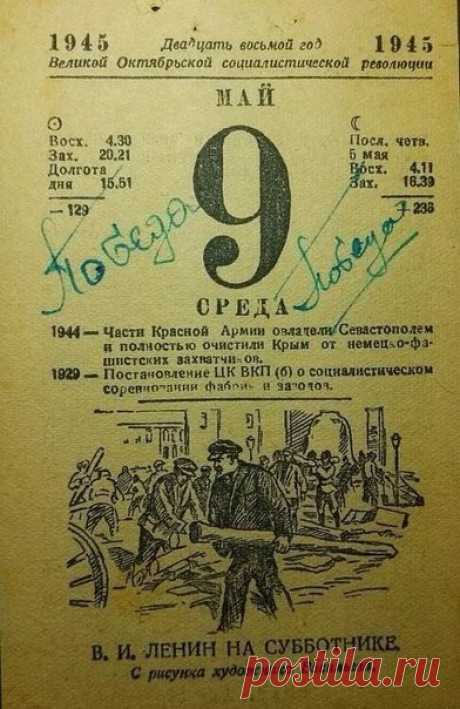 1945 Двадцать восьмой год 1945
Великой Октябрьской социалистической революции
МАЙ
Восх. 4.30
Зах. 20.21
Долгота
дня 15.51
— 129
9
Посл. четв.
5 мая
Восх. 4.11
Зах. 16.39
+ 236
Победа
Победа
СРЕДА
1944 — Части Красной Армии овладели Севастополем
и полностью очистили Крым от немецко-фа-
шистских захватчиков.
1929 — Постановление ЦК ВКП (б) о социалистическом
соревновании фабрик и заводов.
В. И. ЛЕНИН НА СУББОТНИКЕ.
С рисунка художника
postila.ru